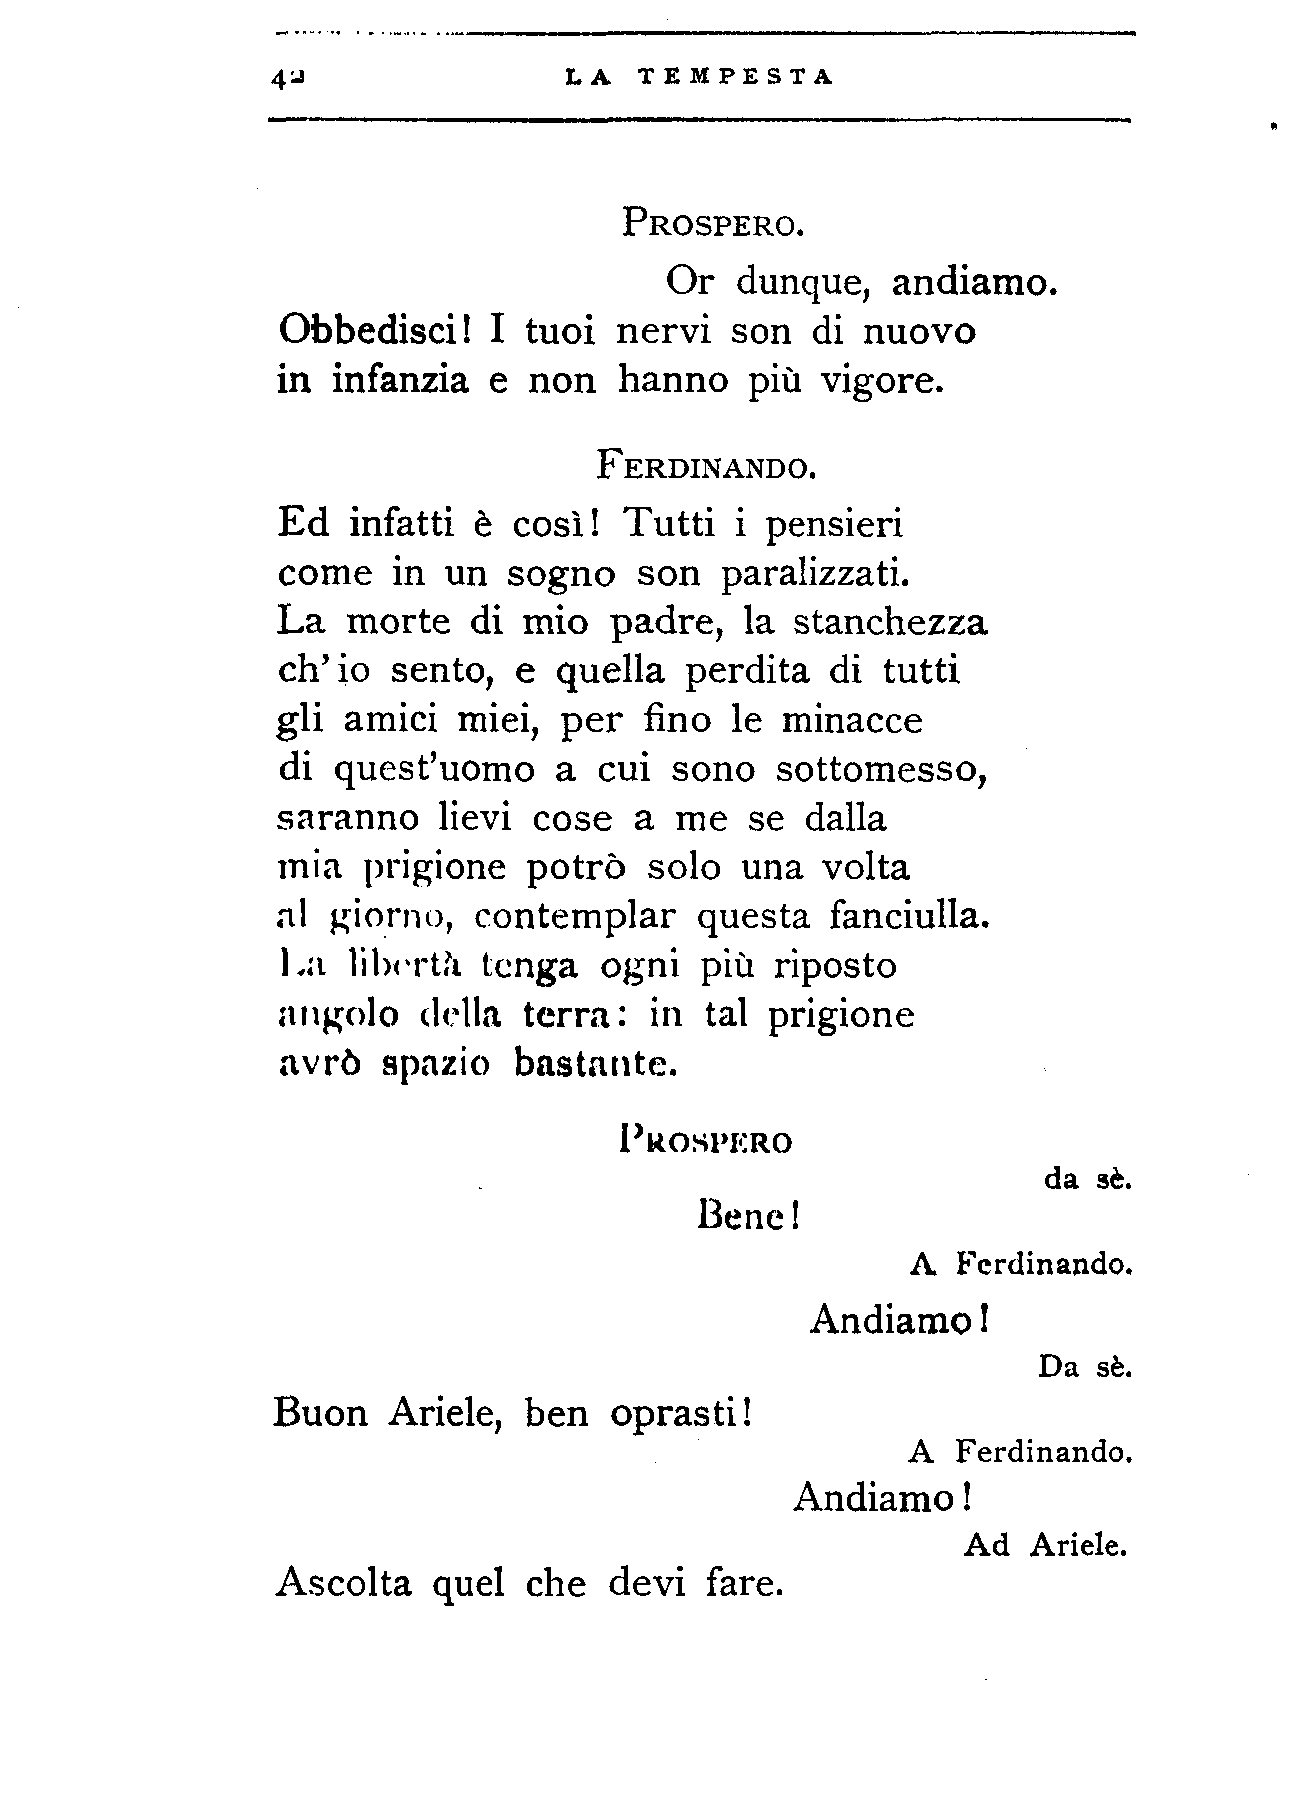 LA TEMPESTA
PROSPERO.
Or dunque, andiamo.
Obbedisci! I tuoi nervi son di nuovo
in infanzia e non hanno più vigore.
FERDINANDO.
Ed infatti è così! Tutti i pensieri
come in un sogno son paralizzati.
La morte di mio padre, la stanchezza
ch' io sento, e quella perdita di tutti
gli amici miei, per fino le minacce
di quest'uomo a cui sono sottomesso,
saranno lievi cose a me se dalla
mia prigione potrò solo una volta
al giorno, contemplar questa fanciulla.
La libertà tenga ogni più riposto
angolo della terra: in tal prigione
avrò spazio bastante.
PROSPERO
da sè.
Bene!
A Ferdinando.
Andiamo!
Da sè.
Buon Ariele, ben oprasti!
A Ferdinando.
Andiamo!
Ad Ariele.
Ascolta quel che devi fare.